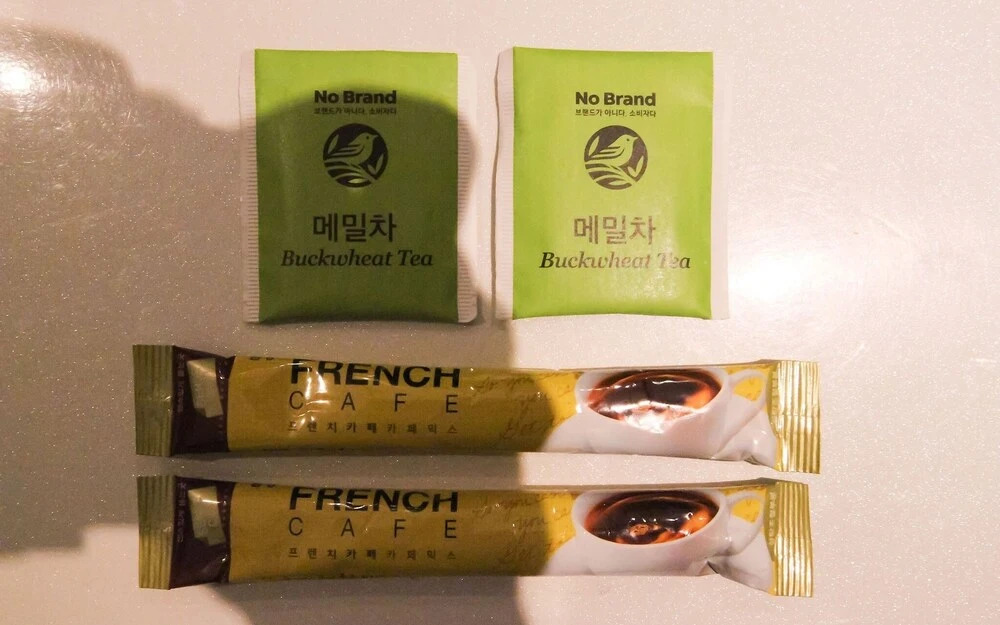 No Brand
브랜드가 아니다. 소비자다
메밀차
Buckwheat Tea
No Brand
브랜드가 아니다. 소비자다
메밀차
Buckwheat Tea
FRENCH
CAFE
프렌치카페카페믹스
FRENCH
CAFE
프렌치카페카페믹스